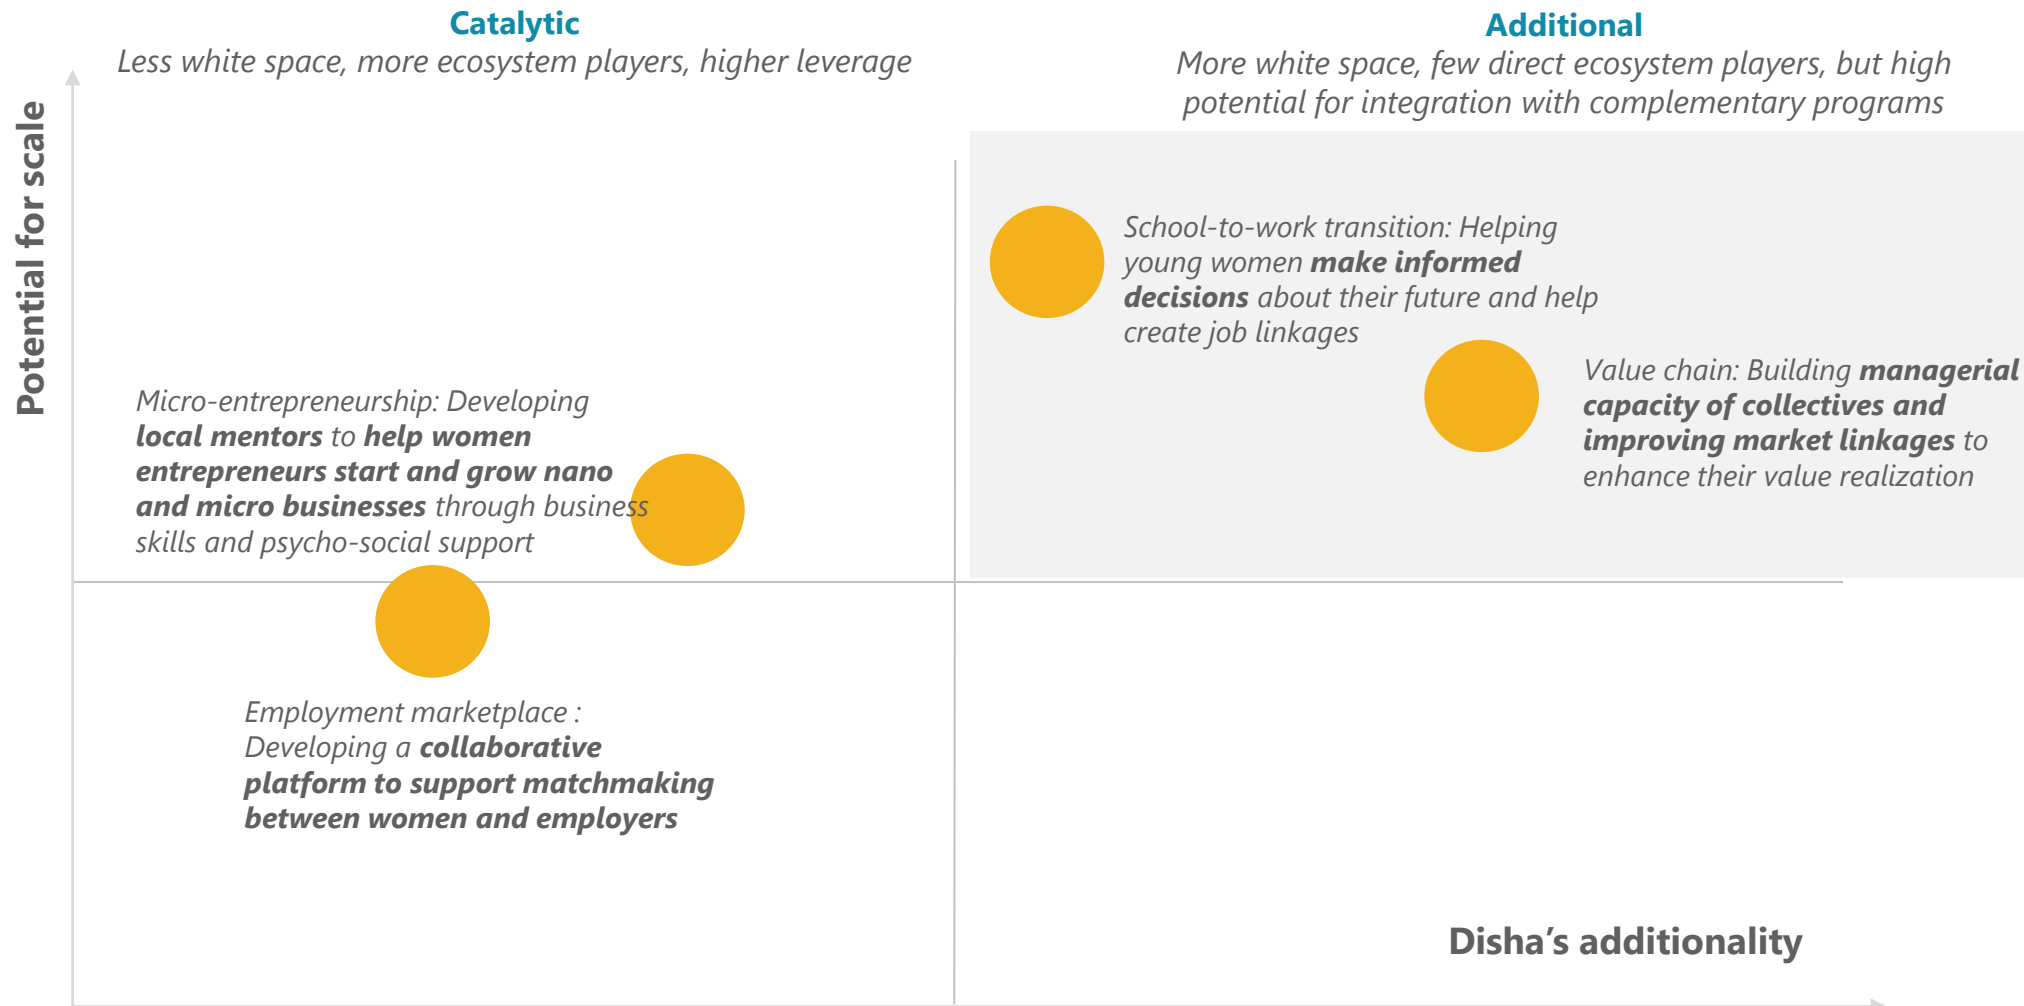 Catalytic
Less white space, more ecosystem players, higher leverage
Additional
More white space, few direct ecosystem players, but high
potential for integration with complementary programs
Potential for scale
School-to-work transition: Helping
young women make informed
decisions about their future and help
create job linkages
Value chain: Building managerial
capacity of collectives and
improving market linkages to
enhance their value realization
Micro-entrepreneurship: Developing
local mentors to help women
entrepreneurs start and grow nano
and micro businesses through business
skills and psycho-social support
Employment marketplace :
Developing a collaborative
platform to support matchmaking
between women and employers
Disha’s additionality